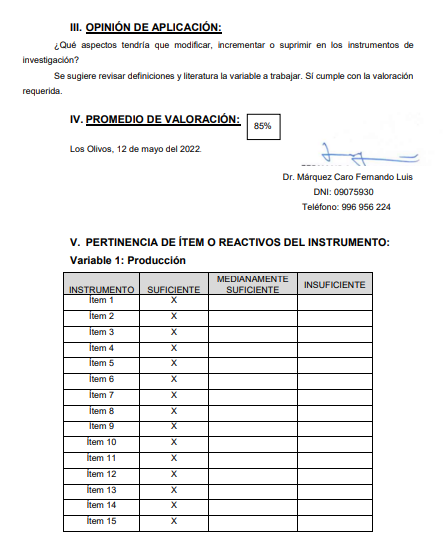 III. OPINIÓN DE APLICACIÓN:
¿Qué aspectos tendría que modificar, incrementar o suprimir en los instrumentos de
investigación?
Se sugiere revisar definiciones y literatura la variable a trabajar. Sí cumple con la valoración
requerida.
IV. PROMEDIO DE VALORACIÓN: 85%
Los Olivos, 12 de mayo del 2022.
Dr. Márquez Caro Fernando Luis
DNI: 09075930
Teléfono: 996 956 224
V. PERTINENCIA DE ÍTEM O REACTIVOS DEL INSTRUMENTO:
Variable 1: Producción
INSTRUMENTO SUFICIENTE MEDIANAMENTE SUFICIENTE INSUFICIENTE
Ítem 1 X
Ítem 2 X
Ítem 3 X
Ítem 4 X
Ítem 5 X
Ítem 6 X
Ítem 7 X
Ítem 8 X
Ítem 9 X
Ítem 10 X
Ítem 11 X
Ítem 12 X
Ítem 13 X
Ítem 14 X
Ítem 15 X